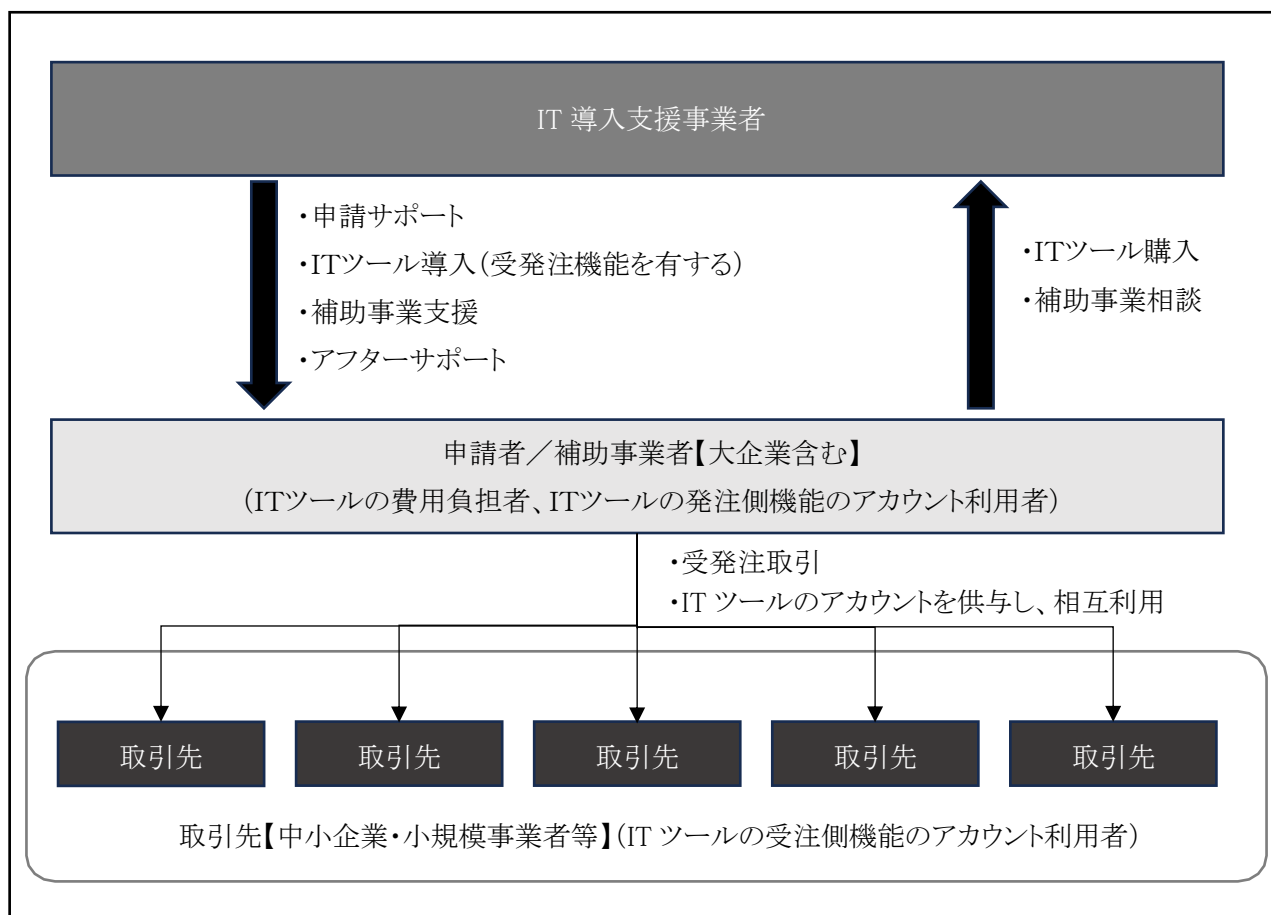 IT 導入支援事業者
・申請サポート
・ITツール導入（受発注機能を有する）
・補助事業支援
・アフターサポート
・ITツール購入
・補助事業相談
申請者／補助事業者【大企業含む】
（ITツールの費用負担者、ITツールの発注側機能のアカウント利用者）
・受発注取引
・IT ツールのアカウントを供与し、相互利用
取引先
取引先
取引先
取引先
取引先
取引先【中小企業・小規模事業者等】（IT ツールの受注側機能のアカウント利用者）